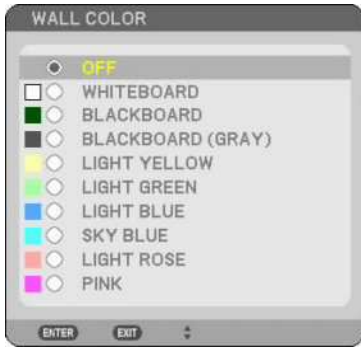 WALL COLOR
OFF
WHITEBOARD
BLACKBOARD
BLACKBOARD (GRAY)
LIGHT YELLOW
LIGHT GREEN
LIGHT BLUE
SKY BLUE
LIGHT ROSE
PINK
ENTER EXIT